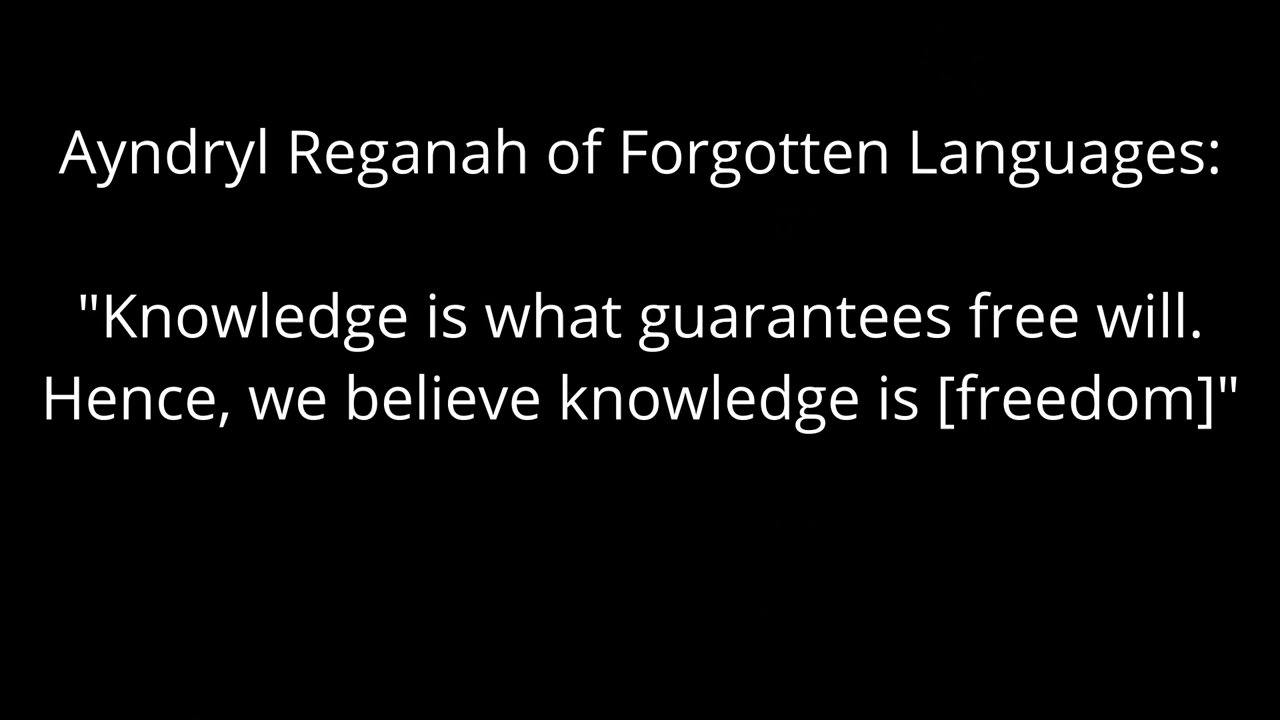 Ayndryl Reganah of Forgotten Languages:
"Knowledge is what guarantees free will.
Hence, we believe knowledge is [freedom]"